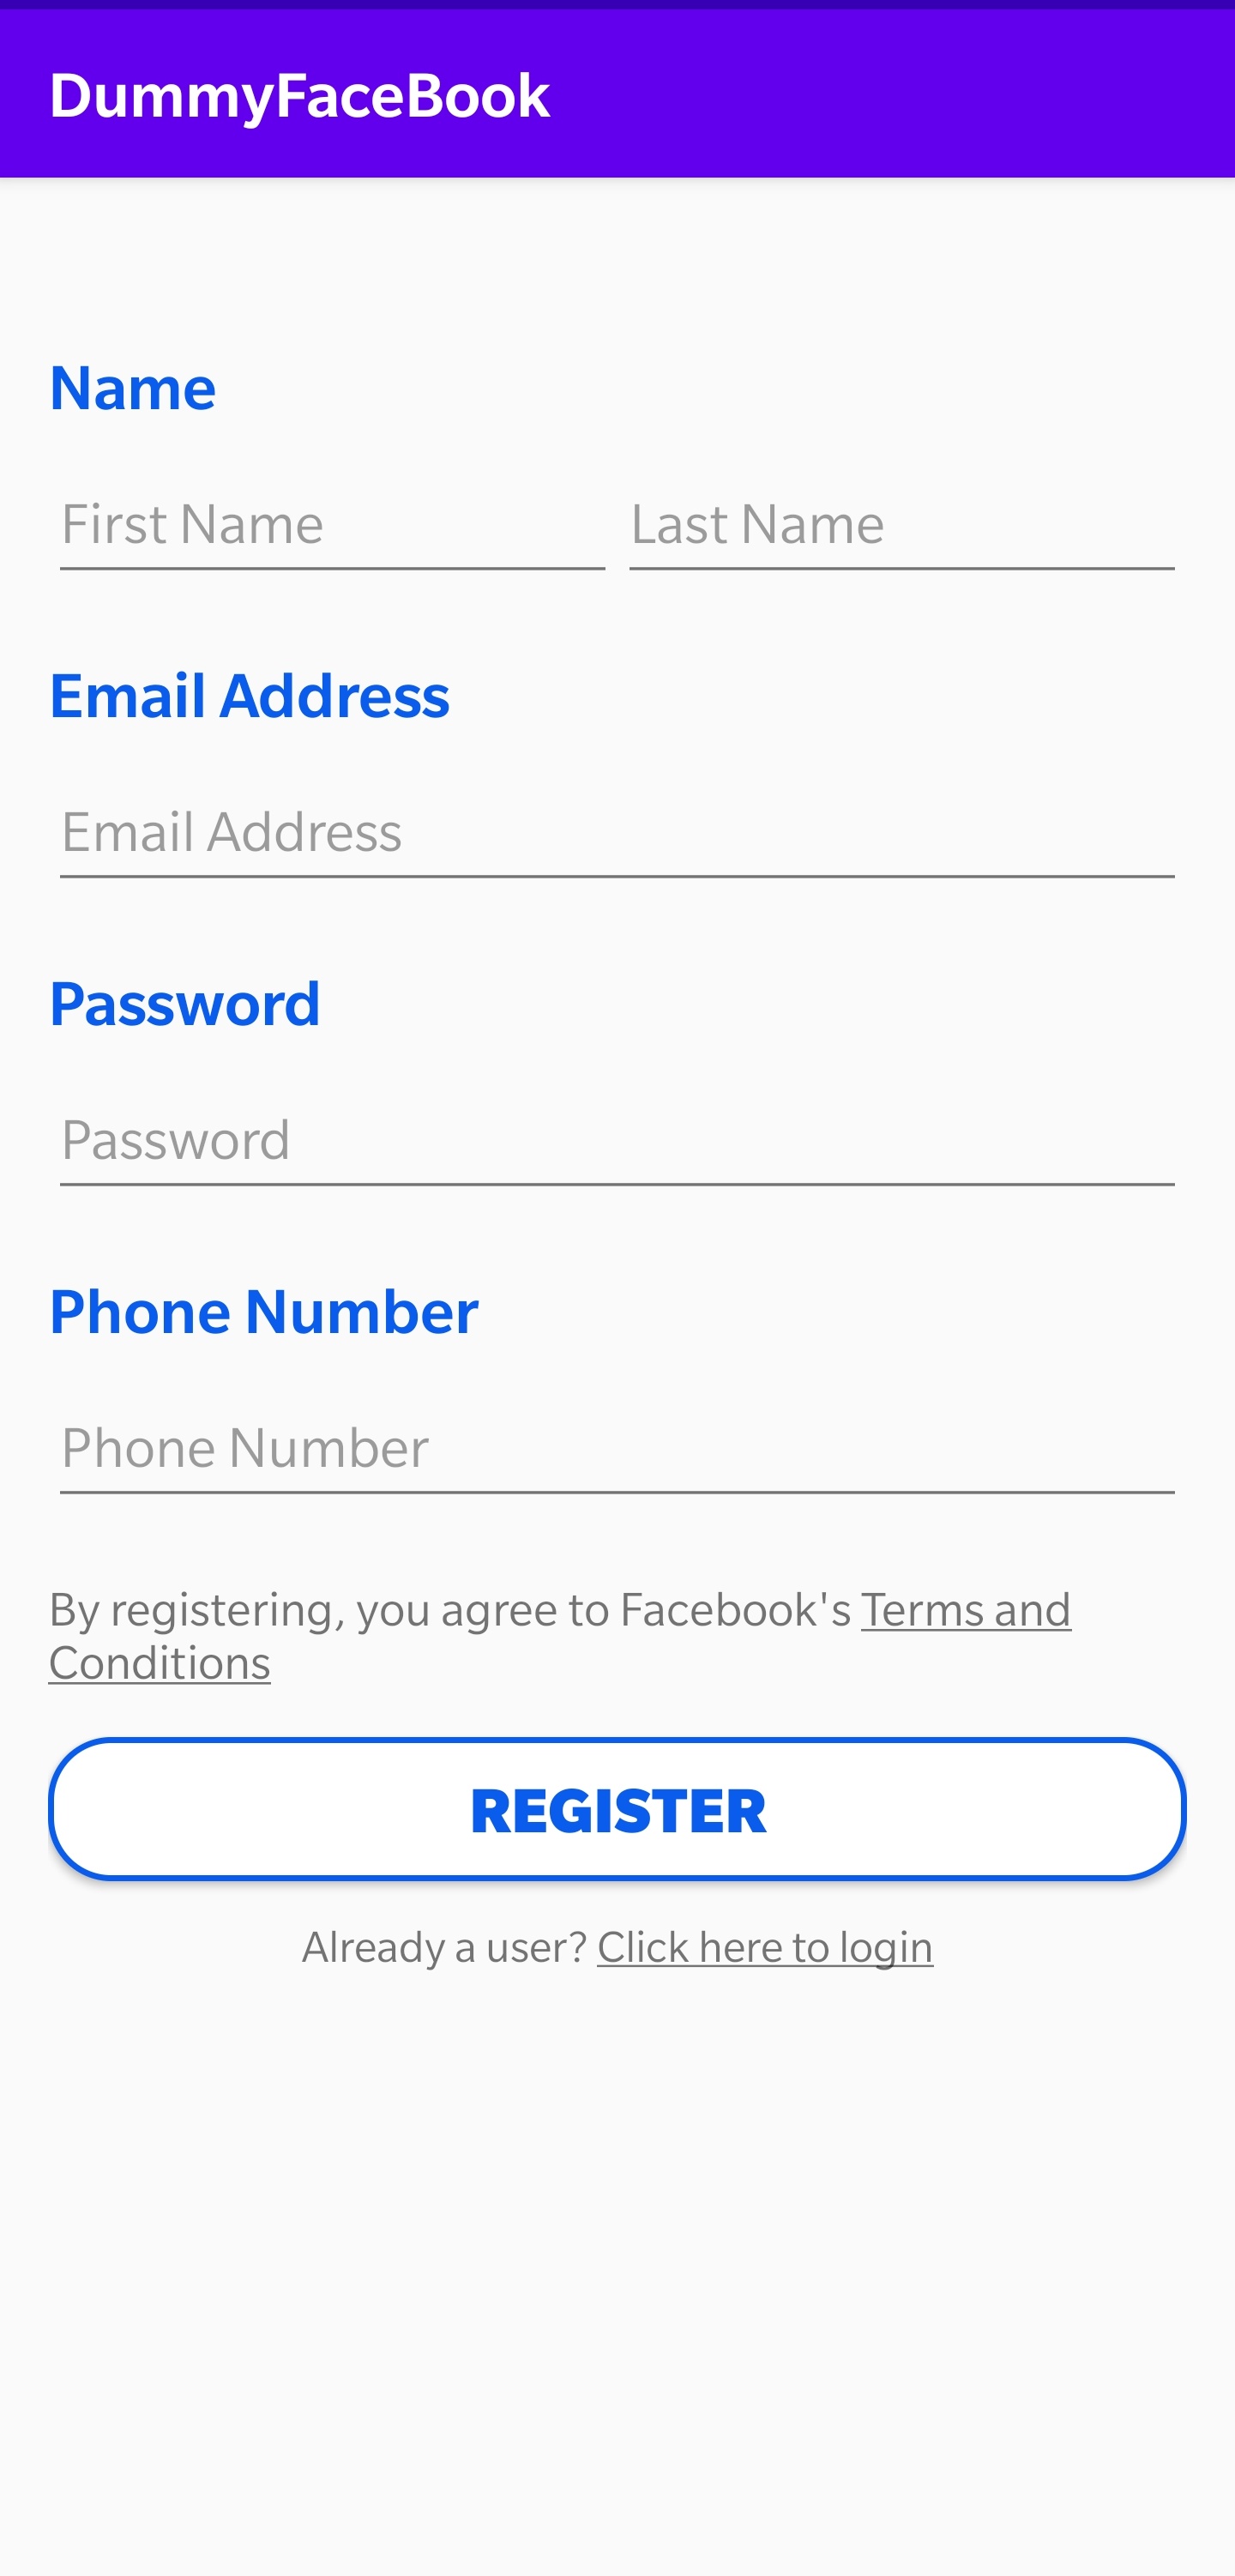 DummyFaceBook
Name
First Name Last Name
Email Address
Email Address
Password
Password
Phone Number
Phone Number
By registering, you agree to Facebook's Terms and
Conditions
REGISTER
Already a user? Click here to login